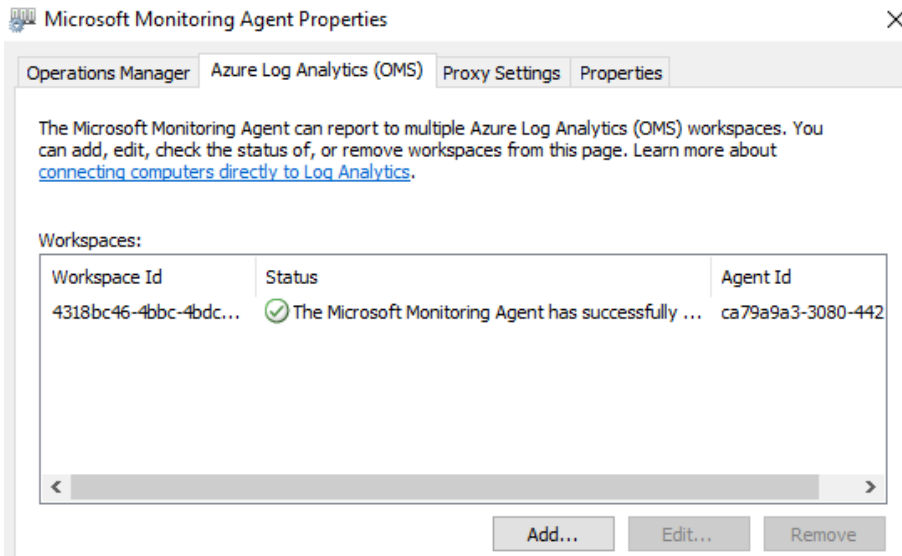 Microsoft Monitoring Agent Properties
Operations Manager Azure Log Analytics (OMS) Proxy Settings Properties
The Microsoft Monitoring Agent can report to multiple Azure Log Analytics (OMS) workspaces. You
can add, edit, check the status of, or remove workspaces from this page. Learn more about
connecting computers directly to Log Analytics.
Workspaces:
Workspace Id Status Agent Id
4318bc46-4bbc-4bdc... The Microsoft Monitoring Agent has successfully ... ca79a9a3-3080-442
Add... Edit... Remove